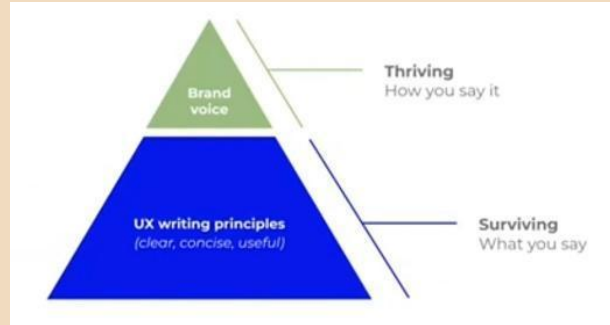 Brand
voice
Thriving
How you say it
UX writing principles
(clear, concise, useful)
Surviving
What you say